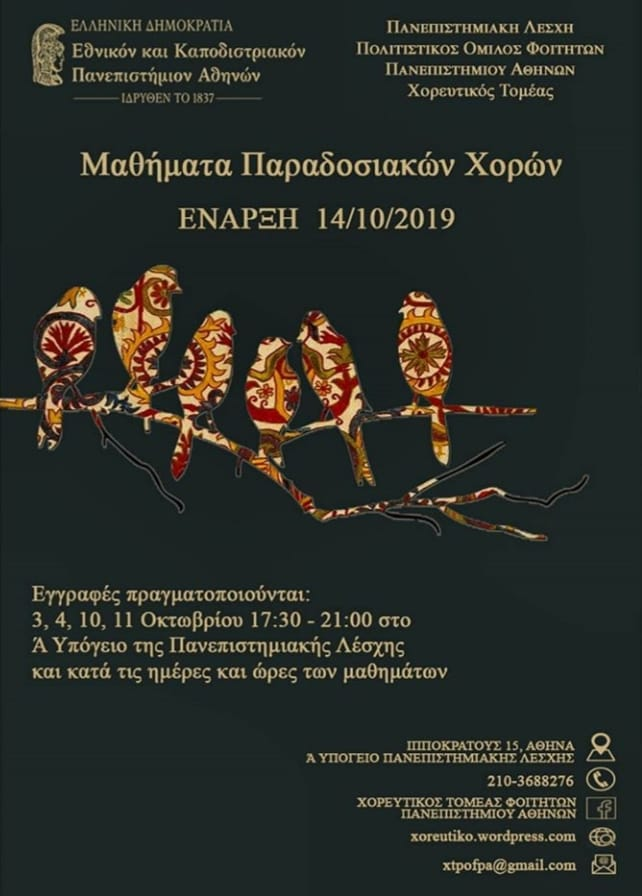 ΕΛΛΗΝΙΚΗ ΔΗΜΟΚΡΑΤΙΑ
Εθνικόν και Καποδιστριακόν
Πανεπιστήμιον Αθηνών
ΙΔΡΥΘΕΝ ΤΟ 1837
ΠΑΝΕΠΙΣΤΗΜΙΑΚΗ ΛΕΣΧΗ
ΠΟΛΙΤΙΣΤΙΚΟΣ ΟΜΙΛΟΣ ΦΟΙΤΗΤΩΝ
ΠΑΝΕΠΙΣΤΗΜΙΟΥ ΑΘΗΝΩΝ
Χορευτικός Τομέας
Μαθήματα Παραδοσιακών Χορών
ΕΝΑΡΞΗ 14/10/2019
Εγγραφές πραγματοποιούνται:
3, 4, 10, 11 Οκτωβρίου 17:30 - 21:00 στο
Ά Υπόγειο της Πανεπιστημιακής Λέσχης
και κατά τις ημέρες και ώρες των μαθημάτων
ΙΠΠΟΚΡΑΤΟΥΣ 15, ΑΘΗΝΑ
Ά ΥΠΟΓΕΙΟ ΠΑΝΕΠΙΣΤΗΜΙΑΚΗΣ ΛΕΣΧΗΣ
210-3688276
ΧΟΡΕΥΤΙΚΟΣ ΤΟΜΕΑΣ ΦΟΙΤΗΤΩΝ
ΠΑΝΕΠΙΣΤΗΜΙΟΥ ΑΘΗΝΩΝ
xoreutiko.wordpress.com
xtpofpa@gmail.com